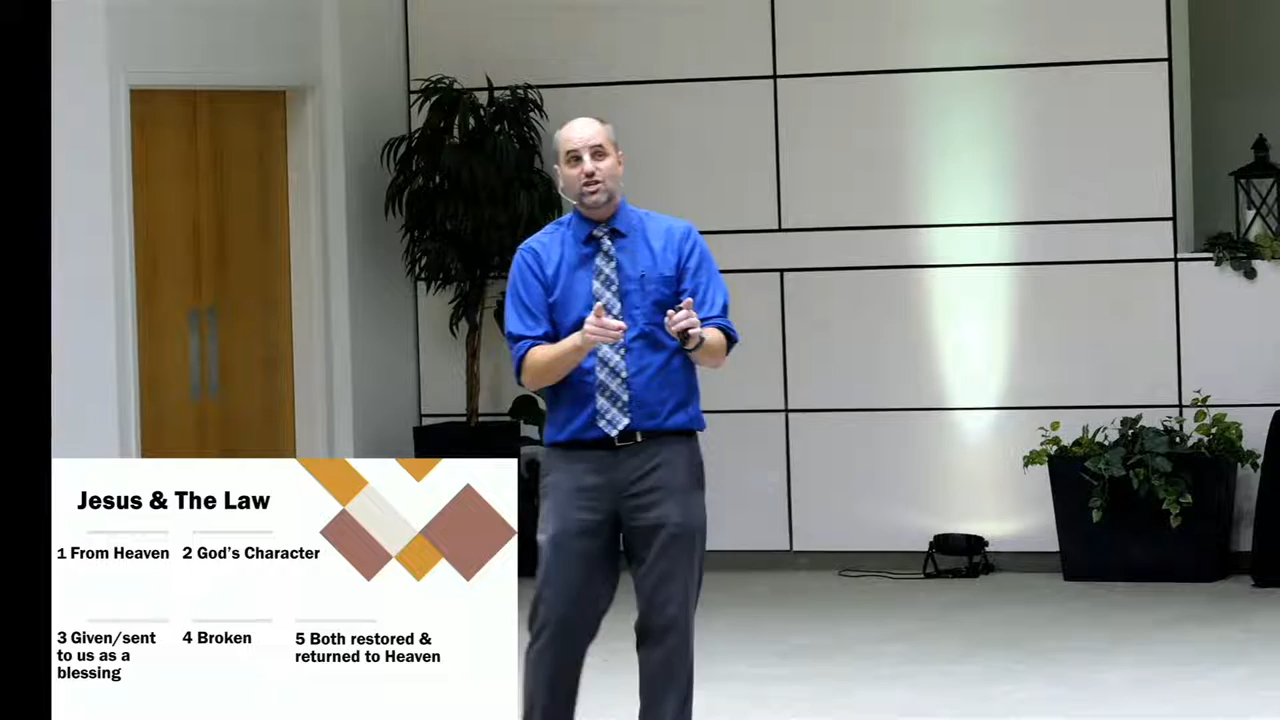 Jesus & The Law
1 From Heaven
2 God's Character
3 Given/sent
to us as a
blessing
4 Broken
5 Both restored &
returned to Heaven